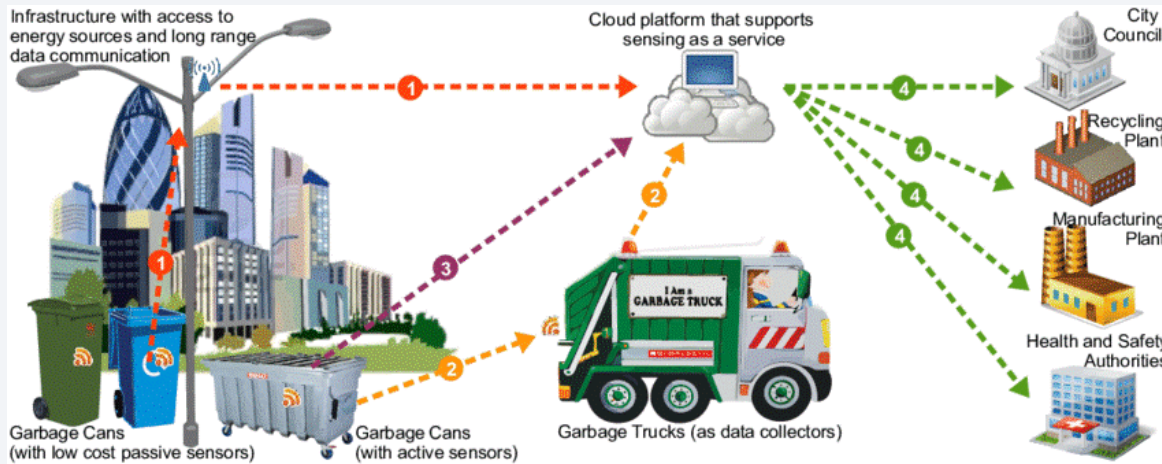 Infrastructure with access to
energy sources and long range
data communication
Cloud platform that supports
sensing as a service
City
Council
1
4
Recycling
Plant
4
2
4
Manufacturing
Plant
4
1
3
I Am a
GARBAGE TRUCK
2
Health and Safety
Authorities
Garbage Cans
(with low cost passive sensors)
Garbage Cans
(with active sensors)
Garbage Trucks (as data collectors)